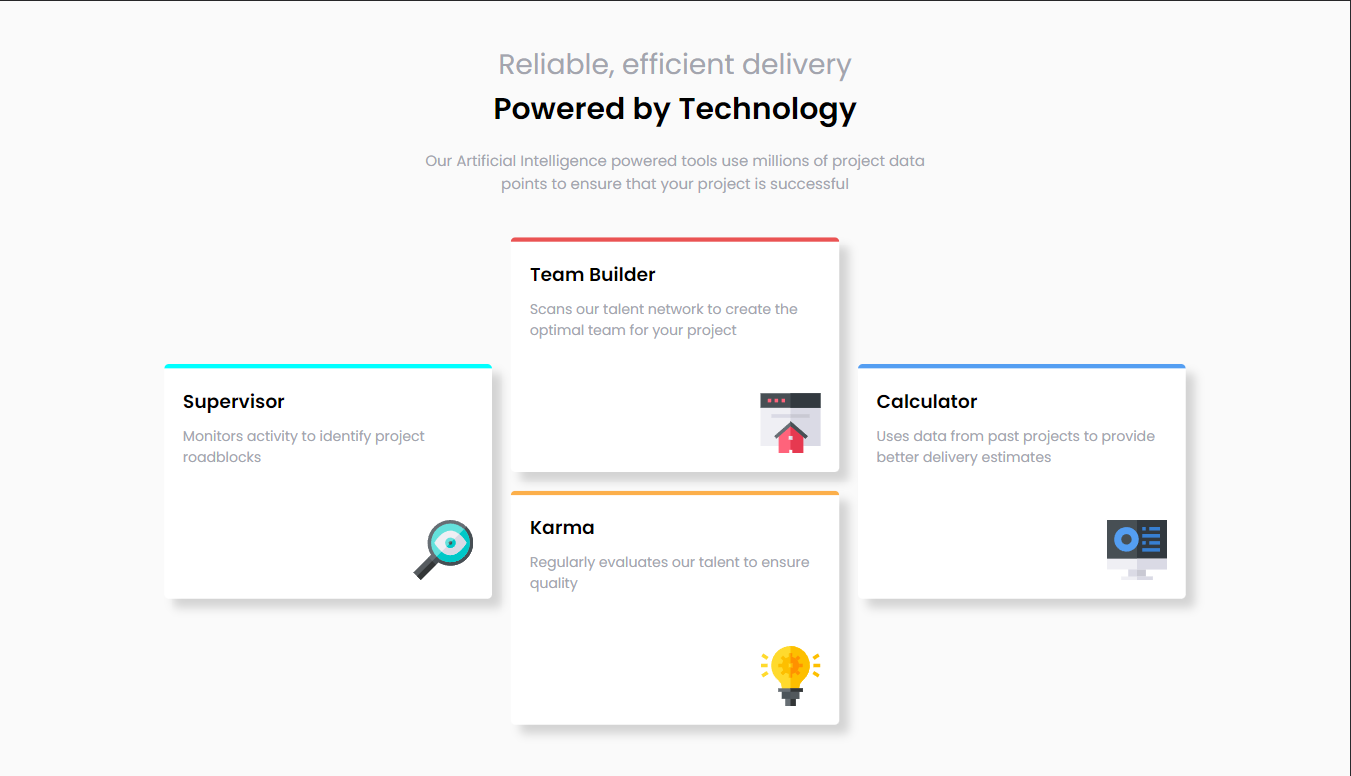 Reliable, efficient delivery
Powered by Technology
Our Artificial Intelligence powered tools use millions of project data
points to ensure that your project is successful
Team Builder
Scans our talent network to create the
optimal team for your project
Supervisor
Monitors activity to identify project
roadblocks
Calculator
Uses data from past projects to provide
better delivery estimates
Karma
Regularly evaluates our talent to ensure
quality